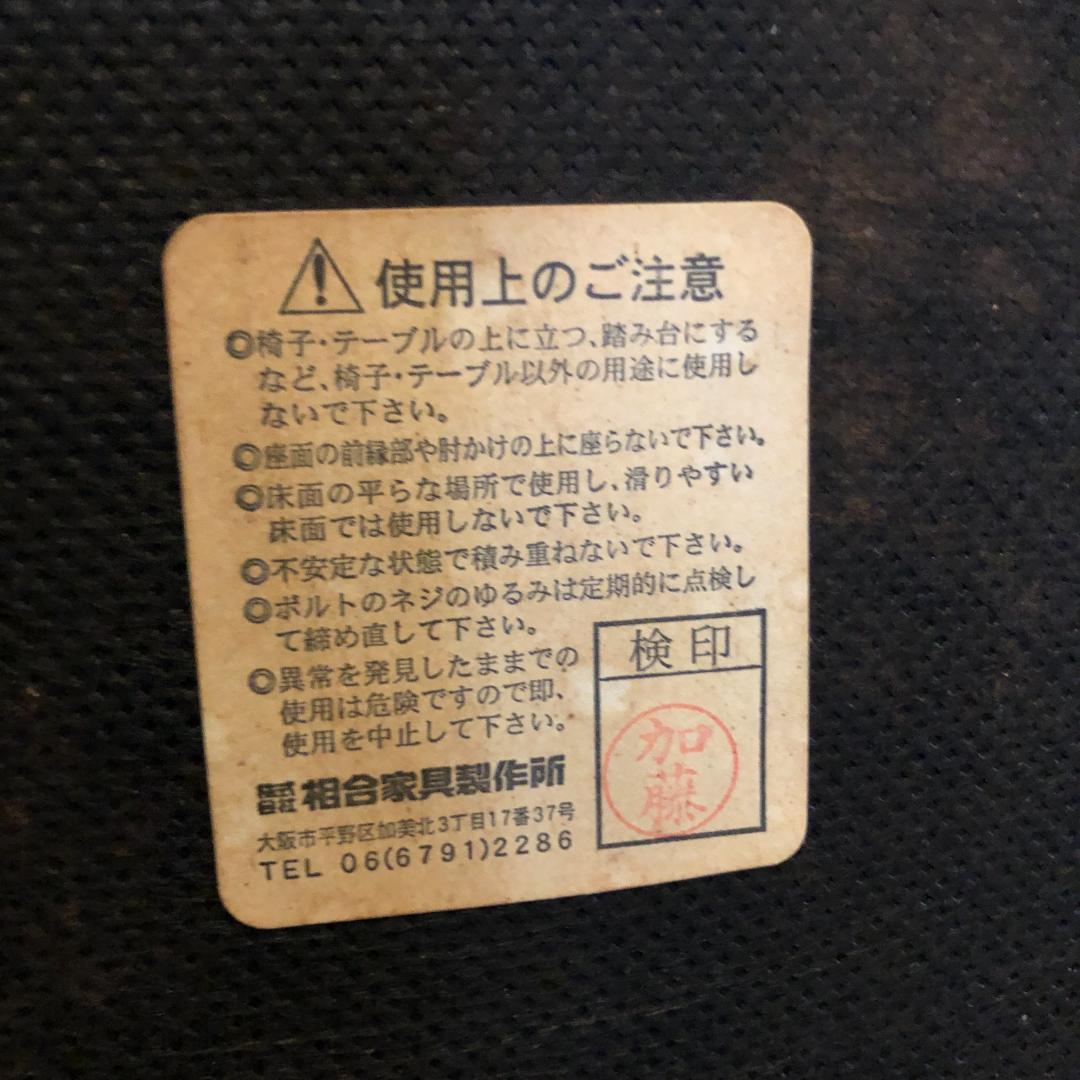 使用上のご注意
◎椅子・テーブルの上に立つ、踏み台にする
など、椅子・テーブル以外の用途に使用し
ないで下さい。
◎座面の前縁部や肘かけの上に座らないで下さい。
◎床面の平らな場所で使用し、滑りやすい
床面では使用しないで下さい。
◎不安定な状態で積み重ねないで下さい。
◎ボルトのネジのゆるみは定期的に点検し
て締め直して下さい。
◎異常を発見したままでの
使用は危険ですので即、
使用を中止して下さい。
株式会社 相合家具製作所
大阪市平野区加美北3丁目17番37号
TEL 06(6791)2286
検印
加藤